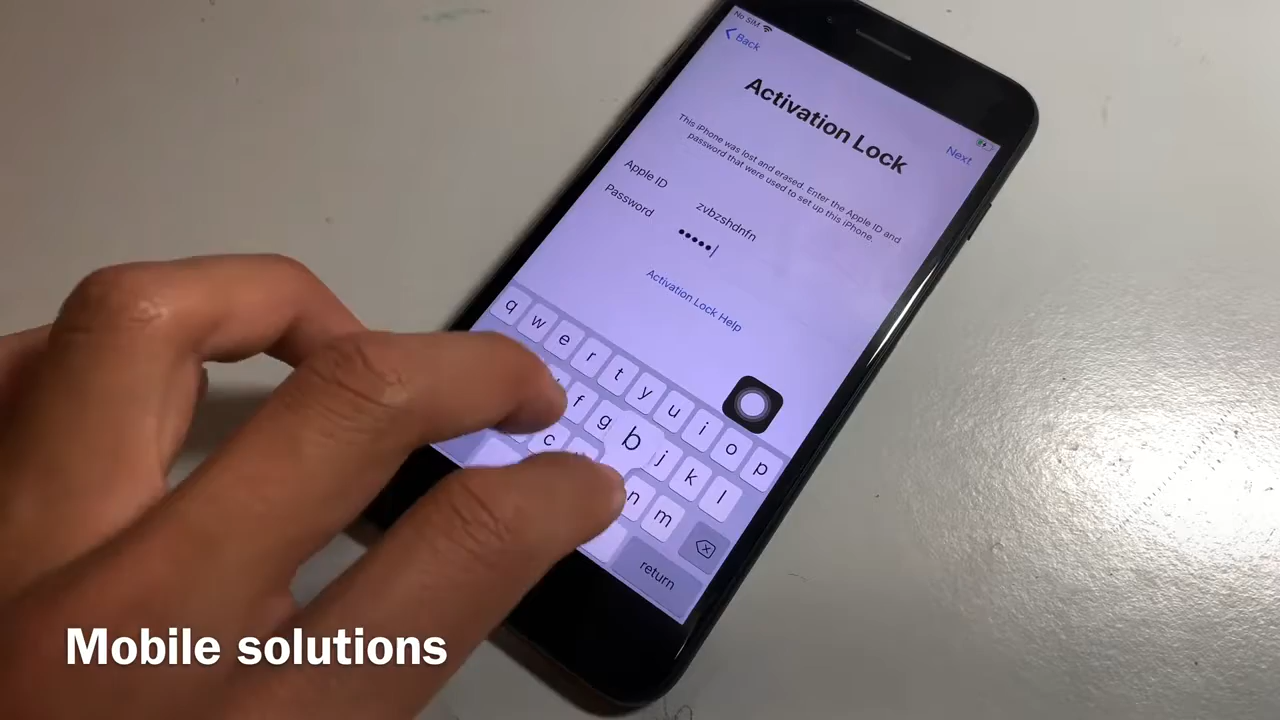 No SIM
Back
Next
Activation Lock
This iPhone was lost and erased. Enter the Apple ID and
password that were used to set up this iPhone.
Apple ID zvbzshdnfn
Password •••••
Activation Lock Help
q w e r t y u i o p
f g j k l
c b n m
return
Mobile solutions